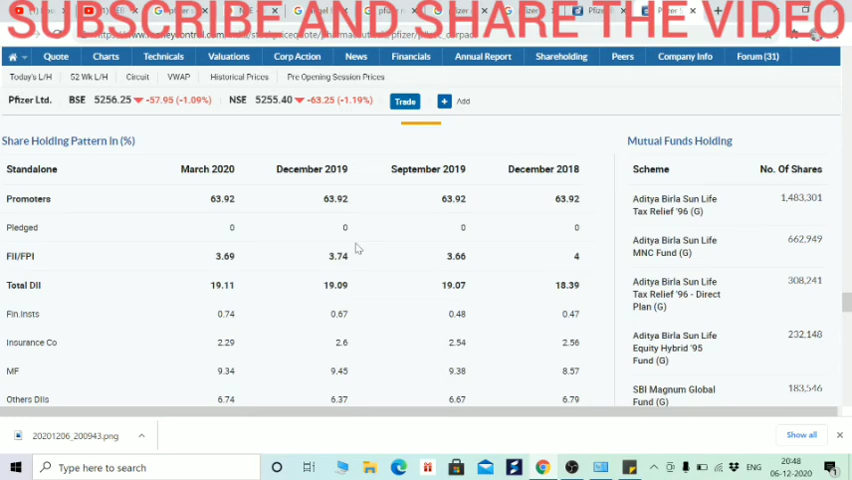 SUBSCRIBE AND SHARE THE VIDEO
Quote Charts Technicals Valuations Corp Action News Financials Annual Report Shareholding Peers Company Info Forum (31)
Today's L/H 52 Wk L/H Circuit VWAP Historical Prices Pre Opening Session Prices
Pfizer Ltd. BSE 5256.25 -57.95 (-1.09%) NSE 5255.40 -63.25 (-1.19%) Trade + Add
Share Holding Pattern in (%) Mutual Funds Holding
Standalone March 2020 December 2019 September 2019 December 2018 Scheme No. Of Shares
Promoters 63.92 63.92 63.92 63.92 Aditya Birla Sun Life 1,483,301
Tax Relief '96 (G)
Pledged 0 0 0 0
FII/FPI 3.69 3.74 3.66 4 Aditya Birla Sun Life 662,949
MNC Fund (G)
Total DII 19.11 19.09 19.07 18.39 Aditya Birla Sun Life 308,241
Tax Relief '96 - Direct
Plan (G)
Fin.Insts 0.74 0.67 0.48 0.47
Insurance Co 2.29 2.6 2.54 2.56 Aditya Birla Sun Life 232,148
Equity Hybrid '95
Fund (G)
MF 9.34 9.45 9.38 8.57
Others DIIs 6.74 6.37 6.67 6.79 SBI Magnum Global 183,546
Fund (G)
20201206_200943.png Show all
Type here to search ENG 20:48
06-12-2020